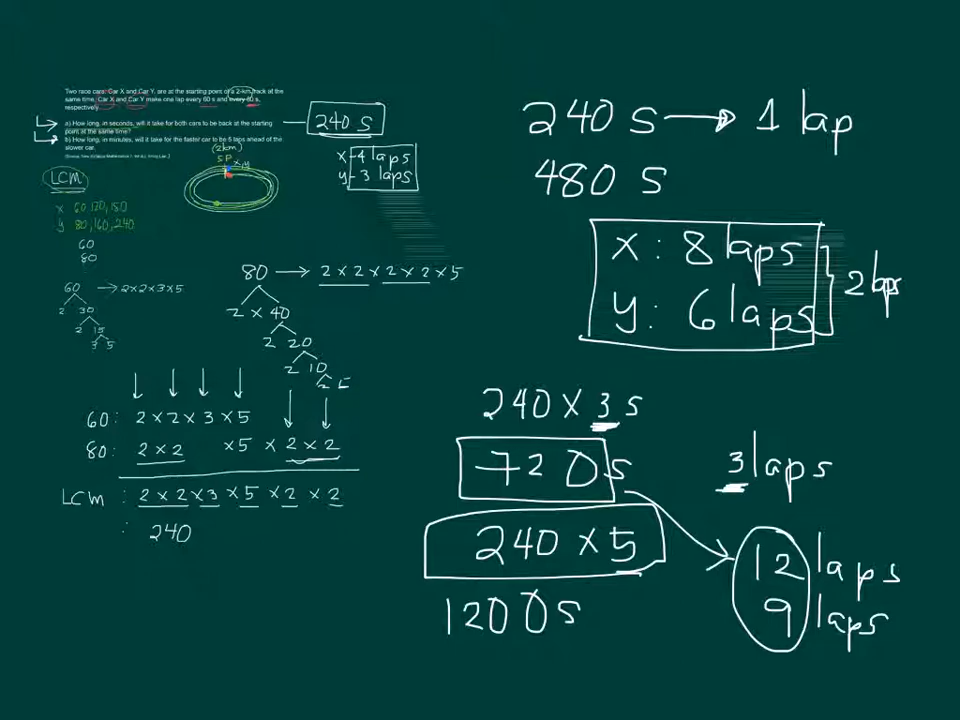 Two race cars, Car X and Car Y, are at the starting point of a 2-km track at the
same time. Car X and Car Y make one lap every 60 s and every 80 s,
respectively.
a) How long, in seconds, will it take for both cars to be back at the starting
point at the same time?
b) How long, in minutes, will it take for the faster car to be 5 laps ahead of the
slower car.
240 S
x - 4 laps
y - 3 laps
(2km)
SP
x y
LCM
x 60, 120, 180
y 80, 160, 240
60
80
60 → 2 x 2 x 3 x 5
2 30
2 15
3 5
80 → 2 x 2 x 2 x 2 x 5
2 x 40
2 20
2 10
2 5
60: 2 x 2 x 3 x 5
80: 2 x 2 x 5 x 2 x 2
LCM : 2 x 2 x 3 x 5 x 2 x 2
: 240
240 s → 1 lap
480 s
x : 8 laps
y : 6 laps
2 laps
240 x 3 s
720 s
3 laps
240 x 5
1200 s
12 laps
9 laps